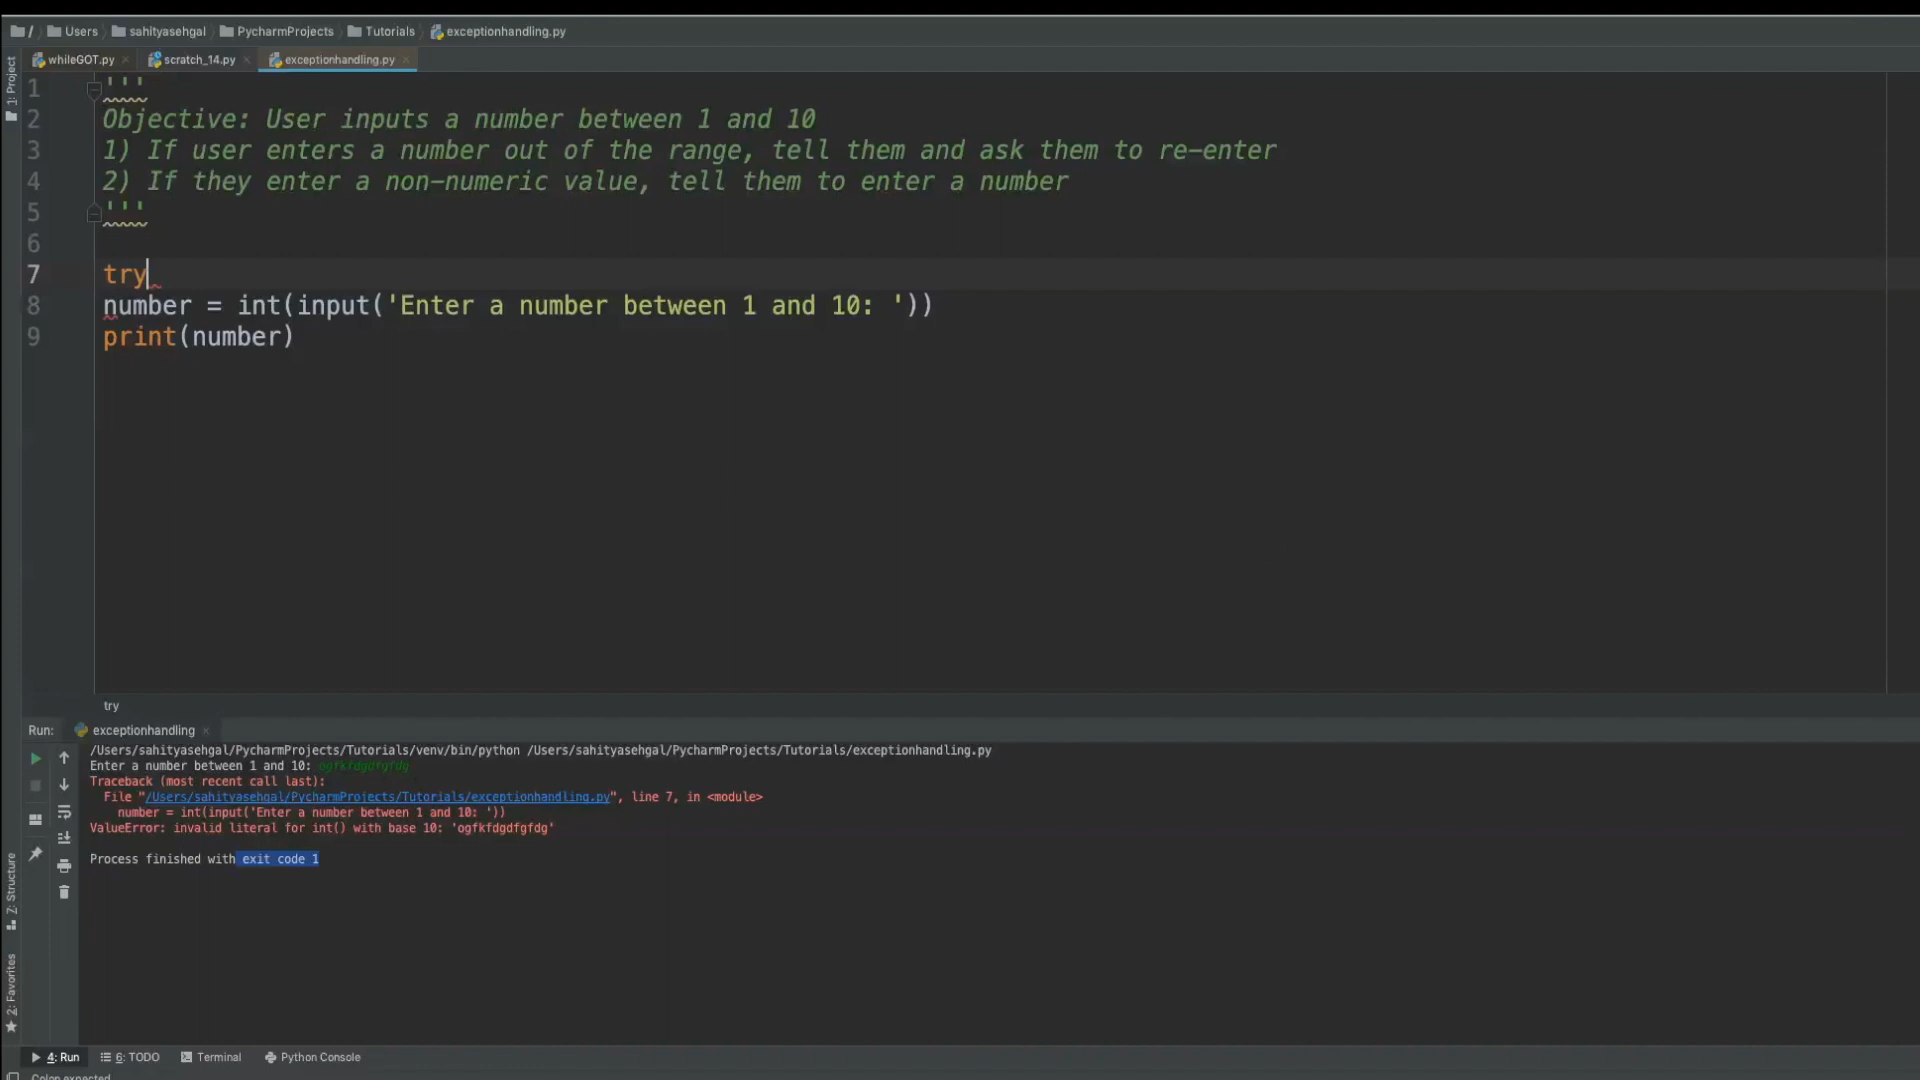 / Users sahityasehgal PycharmProjects Tutorials exceptionhandling.py
whileGOT.py scratch_14.py exceptionhandling.py
1: Project
1 '''
2 Objective: User inputs a number between 1 and 10
3 1) If user enters a number out of the range, tell them and ask them to re-enter
4 2) If they enter a non-numeric value, tell them to enter a number
5 '''
6
7 try
8 number = int(input('Enter a number between 1 and 10: '))
9 print(number)
try
Run: exceptionhandling
/Users/sahityasehgal/PycharmProjects/Tutorials/venv/bin/python /Users/sahityasehgal/PycharmProjects/Tutorials/exceptionhandling.py
Enter a number between 1 and 10: ogfkfdgdfgfdg
Traceback (most recent call last):
File "/Users/sahityasehgal/PycharmProjects/Tutorials/exceptionhandling.py", line 7, in <module>
number = int(input('Enter a number between 1 and 10: '))
ValueError: invalid literal for int() with base 10: 'ogfkfdgdfgfdg'
Process finished with exit code 1
Z: Structure
2: Favorites
4: Run 6: TODO Terminal Python Console
Colon expected